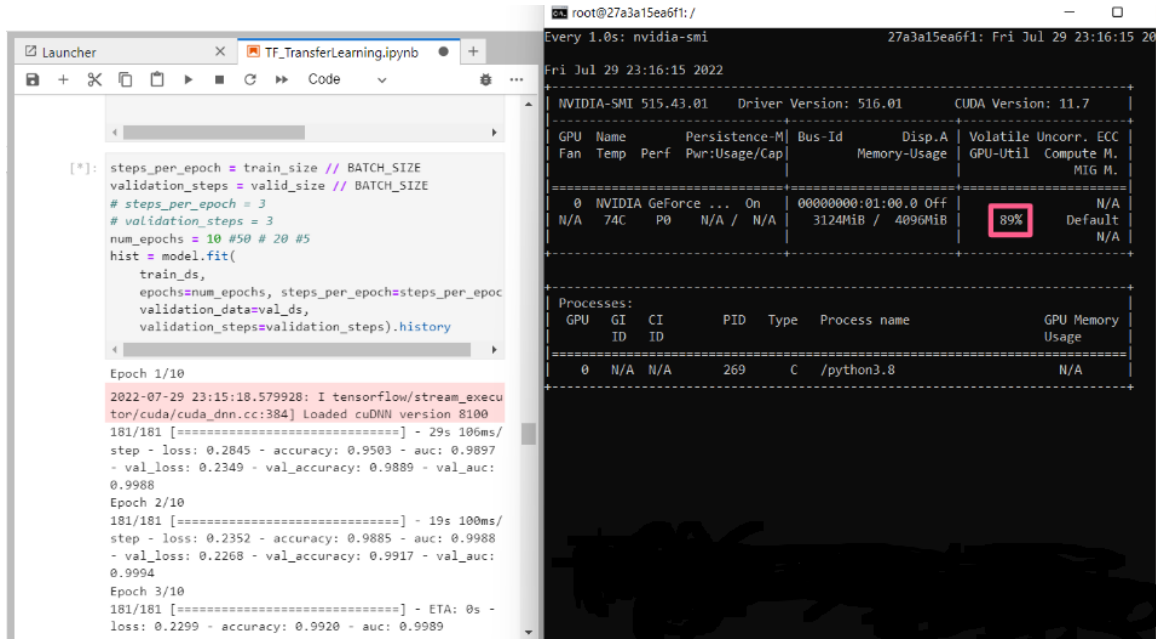 Launcher
TF_TransferLearning.ipynb
Code
[*]:
steps_per_epoch = train_size // BATCH_SIZE
validation_steps = valid_size // BATCH_SIZE
# steps_per_epoch = 3
# validation_steps = 3
num_epochs = 10 #50 # 20 #5
hist = model.fit(
    train_ds,
    epochs=num_epochs, steps_per_epoch=steps_per_epoc
    validation_data=val_ds,
    validation_steps=validation_steps).history
Epoch 1/10
2022-07-29 23:15:18.579928: I tensorflow/stream_execu
tor/cuda/cuda_dnn.cc:384] Loaded cuDNN version 8100
181/181 [==============================] - 29s 106ms/
step - loss: 0.2845 - accuracy: 0.9503 - auc: 0.9897
- val_loss: 0.2349 - val_accuracy: 0.9889 - val_auc:
0.9988
Epoch 2/10
181/181 [==============================] - 19s 100ms/
step - loss: 0.2352 - accuracy: 0.9885 - auc: 0.9988
- val_loss: 0.2268 - val_accuracy: 0.9917 - val_auc:
0.9994
Epoch 3/10
181/181 [==============================] - ETA: 0s -
loss: 0.2299 - accuracy: 0.9920 - auc: 0.9989
root@27a3a15ea6f1: /
Every 1.0s: nvidia-smi 27a3a15ea6f1: Fri Jul 29 23:16:15 20
Fri Jul 29 23:16:15 2022
| NVIDIA-SMI 515.43.01 Driver Version: 516.01 CUDA Version: 11.7 |
| GPU Name Persistence-M| Bus-Id Disp.A | Volatile Uncorr. ECC |
| Fan Temp Perf Pwr:Usage/Cap| Memory-Usage | GPU-Util Compute M. |
| | | MIG M. |
| 0 NVIDIA GeForce ... On | 00000000:01:00.0 Off | N/A |
| N/A 74C P0 N/A / N/A | 3124MiB / 4096MiB | 89% Default |
| | | N/A |
| Processes: |
| GPU GI CI PID Type Process name GPU Memory |
| ID ID Usage |
| 0 N/A N/A 269 C /python3.8 N/A |